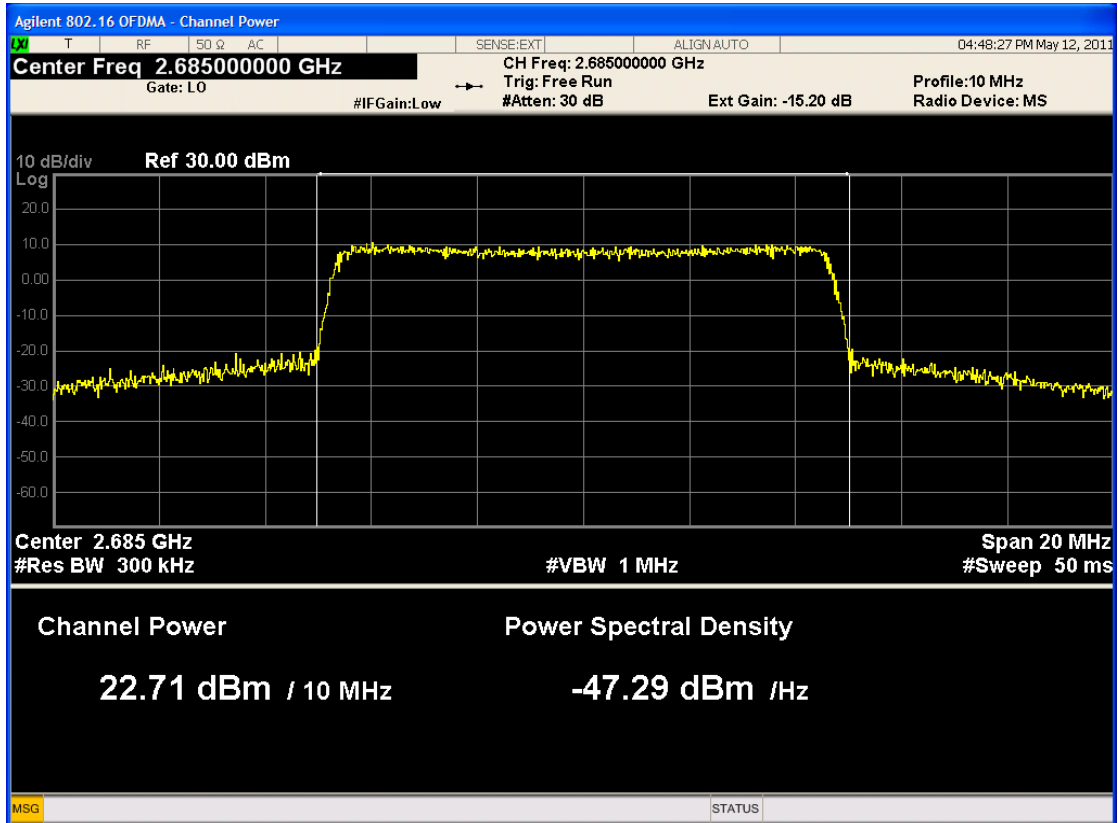 Agilent 802.16 OFDMA - Channel Power
LXI T RF 50 Ω AC SENSE:EXT ALIGN AUTO 04:48:27 PM May 12, 2011
Center Freq 2.685000000 GHz CH Freq: 2.685000000 GHz
Gate: LO Trig: Free Run Profile:10 MHz
#IFGain:Low #Atten: 30 dB Ext Gain: -15.20 dB Radio Device: MS
10 dB/div Ref 30.00 dBm
Log
20.0
10.0
0.00
-10.0
-20.0
-30.0
-40.0
-50.0
-60.0
Center 2.685 GHz Span 20 MHz
#Res BW 300 kHz #VBW 1 MHz #Sweep 50 ms
Channel Power Power Spectral Density
22.71 dBm / 10 MHz -47.29 dBm /Hz
MSG STATUS